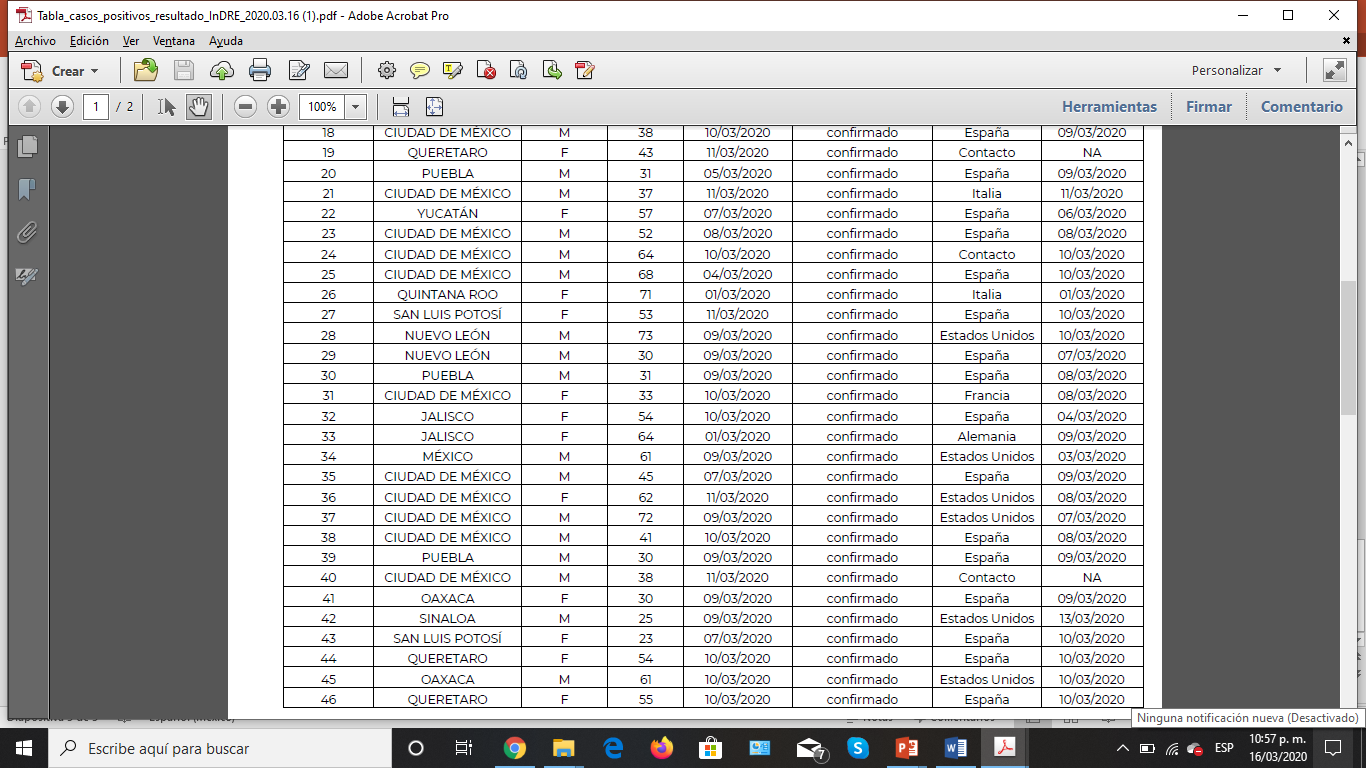 Tabla_casos_positivos_resultado_InDRE_2020.03.16 (1).pdf - Adobe Acrobat Pro
Archivo Edición Ver Ventana Ayuda
Crear Personalizar
1 / 2 100% Herramientas Firmar Comentario
18 CIUDAD DE MÉXICO M 38 10/03/2020 confirmado España 09/03/2020
19 QUERETARO F 43 11/03/2020 confirmado Contacto NA
20 PUEBLA M 31 05/03/2020 confirmado España 09/03/2020
21 CIUDAD DE MÉXICO M 37 11/03/2020 confirmado Italia 11/03/2020
22 YUCATÁN F 57 07/03/2020 confirmado España 06/03/2020
23 CIUDAD DE MÉXICO M 52 08/03/2020 confirmado España 08/03/2020
24 CIUDAD DE MÉXICO M 64 10/03/2020 confirmado Contacto 10/03/2020
25 CIUDAD DE MÉXICO M 68 04/03/2020 confirmado España 10/03/2020
26 QUINTANA ROO F 71 01/03/2020 confirmado Italia 01/03/2020
27 SAN LUIS POTOSÍ F 53 11/03/2020 confirmado España 10/03/2020
28 NUEVO LEÓN M 73 09/03/2020 confirmado Estados Unidos 10/03/2020
29 NUEVO LEÓN M 30 09/03/2020 confirmado España 07/03/2020
30 PUEBLA M 31 09/03/2020 confirmado España 08/03/2020
31 CIUDAD DE MÉXICO F 33 10/03/2020 confirmado Francia 08/03/2020
32 JALISCO F 54 10/03/2020 confirmado España 04/03/2020
33 JALISCO F 64 01/03/2020 confirmado Alemania 09/03/2020
34 MÉXICO M 61 09/03/2020 confirmado Estados Unidos 03/03/2020
35 CIUDAD DE MÉXICO M 45 07/03/2020 confirmado España 09/03/2020
36 CIUDAD DE MÉXICO F 62 11/03/2020 confirmado Estados Unidos 08/03/2020
37 CIUDAD DE MÉXICO M 72 09/03/2020 confirmado Estados Unidos 07/03/2020
38 CIUDAD DE MÉXICO M 41 10/03/2020 confirmado España 08/03/2020
39 PUEBLA M 30 09/03/2020 confirmado España 09/03/2020
40 CIUDAD DE MÉXICO M 38 11/03/2020 confirmado Contacto NA
41 OAXACA F 30 09/03/2020 confirmado España 09/03/2020
42 SINALOA M 25 09/03/2020 confirmado Estados Unidos 13/03/2020
43 SAN LUIS POTOSÍ F 23 07/03/2020 confirmado España 10/03/2020
44 QUERETARO F 54 10/03/2020 confirmado España 10/03/2020
45 OAXACA M 61 10/03/2020 confirmado Estados Unidos 10/03/2020
46 QUERETARO F 55 10/03/2020 confirmado España 10/03/2020
Ninguna notificación nueva (Desactivado)
Escribe aquí para buscar 7 ESP 10:57 p. m.
16/03/2020